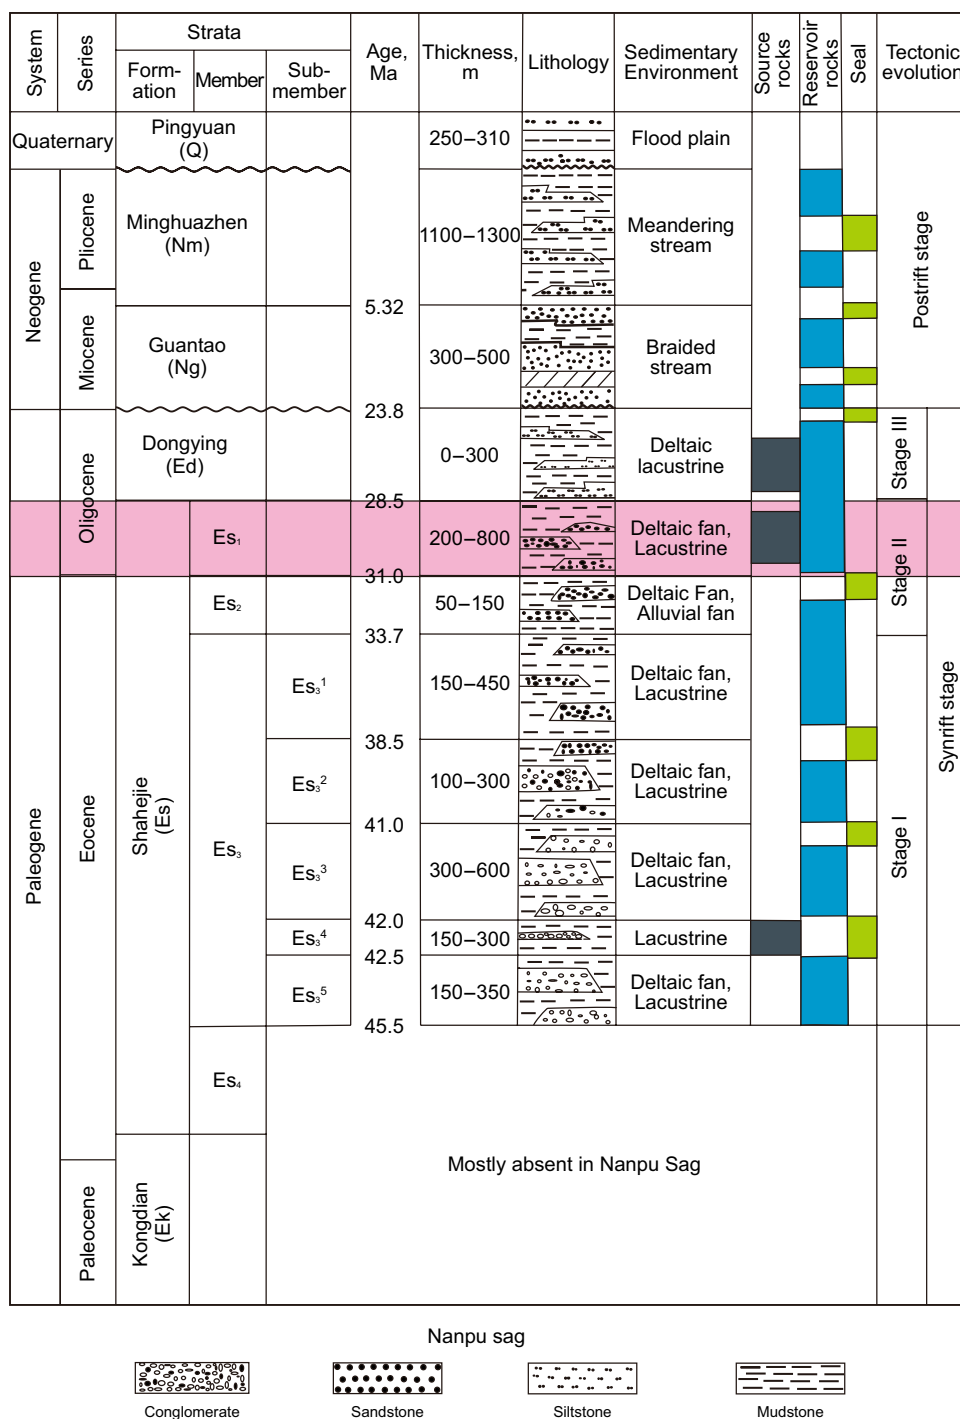 System
Series
Strata
Form-
ation
Member
Sub-
member
Age,
Ma
Thickness,
m
Lithology
Sedimentary
Environment
Source
rocks
Reservoir
rocks
Seal
Tectonic
evolution
Quaternary
Pingyuan
(Q)
250–310
Flood plain
Neogene
Pliocene
Minghuazhen
(Nm)
1100–1300
Meandering
stream
Postrift stage
5.32
Miocene
Guantao
(Ng)
300–500
Braided
stream
23.8
Paleogene
Oligocene
Dongying
(Ed)
0–300
Deltaic
lacustrine
Stage III
Synrift stage
28.5
Shahejie
(Es)
Es₁
200–800
Deltaic fan,
Lacustrine
Stage II
31.0
Eocene
Es₂
50–150
Deltaic Fan,
Alluvial fan
33.7
Es₃
Es₃¹
150–450
Deltaic fan,
Lacustrine
Stage I
38.5
Es₃²
100–300
Deltaic fan,
Lacustrine
41.0
Es₃³
300–600
Deltaic fan,
Lacustrine
42.0
Es₃⁴
150–300
Lacustrine
42.5
Es₃⁵
150–350
Deltaic fan,
Lacustrine
45.5
Es₄
Mostly absent in Nanpu Sag
Paleocene
Kongdian
(Ek)
Nanpu sag
Conglomerate
Sandstone
Siltstone
Mudstone